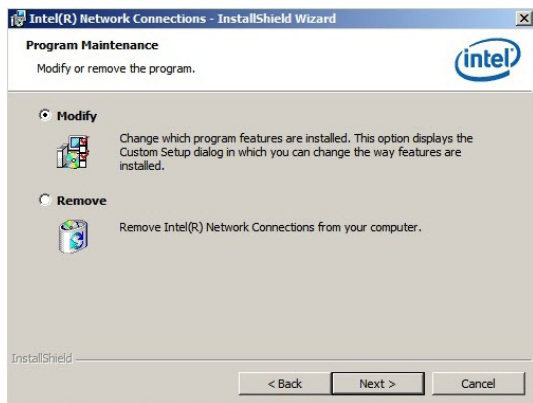 Intel(R) Network Connections - InstallShield Wizard
Program Maintenance
Modify or remove the program.
intel
Modify
Change which program features are installed. This option displays the
Custom Setup dialog in which you can change the way features are
installed.
Remove
Remove Intel(R) Network Connections from your computer.
InstallShield
< Back
Next >
Cancel